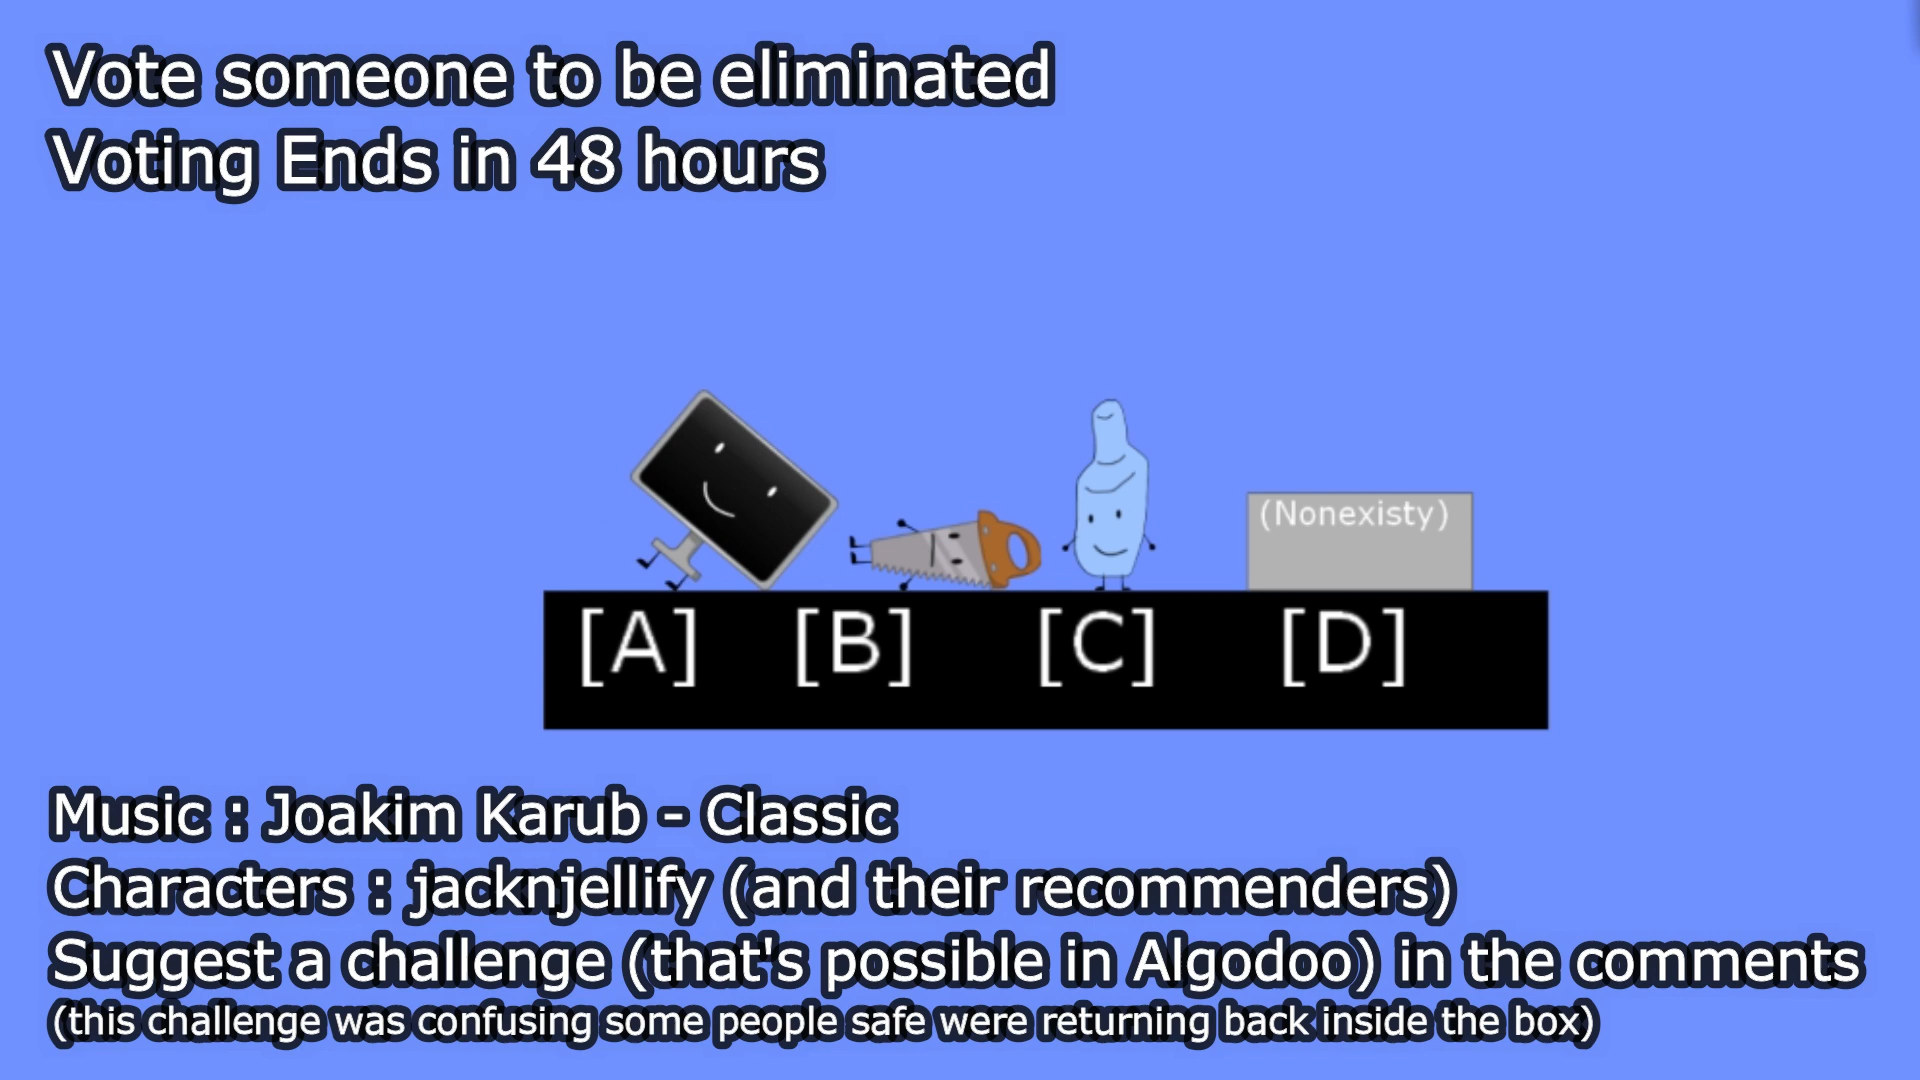 Vote someone to be eliminated
Voting Ends in 48 hours
(Nonexisty)
[A] [B] [C] [D]
Music : Joakim Karub - Classic
Characters : jacknjellify (and their recommenders)
Suggest a challenge (that's possible in Algodoo) in the comments
(this challenge was confusing some people safe were returning back inside the box)